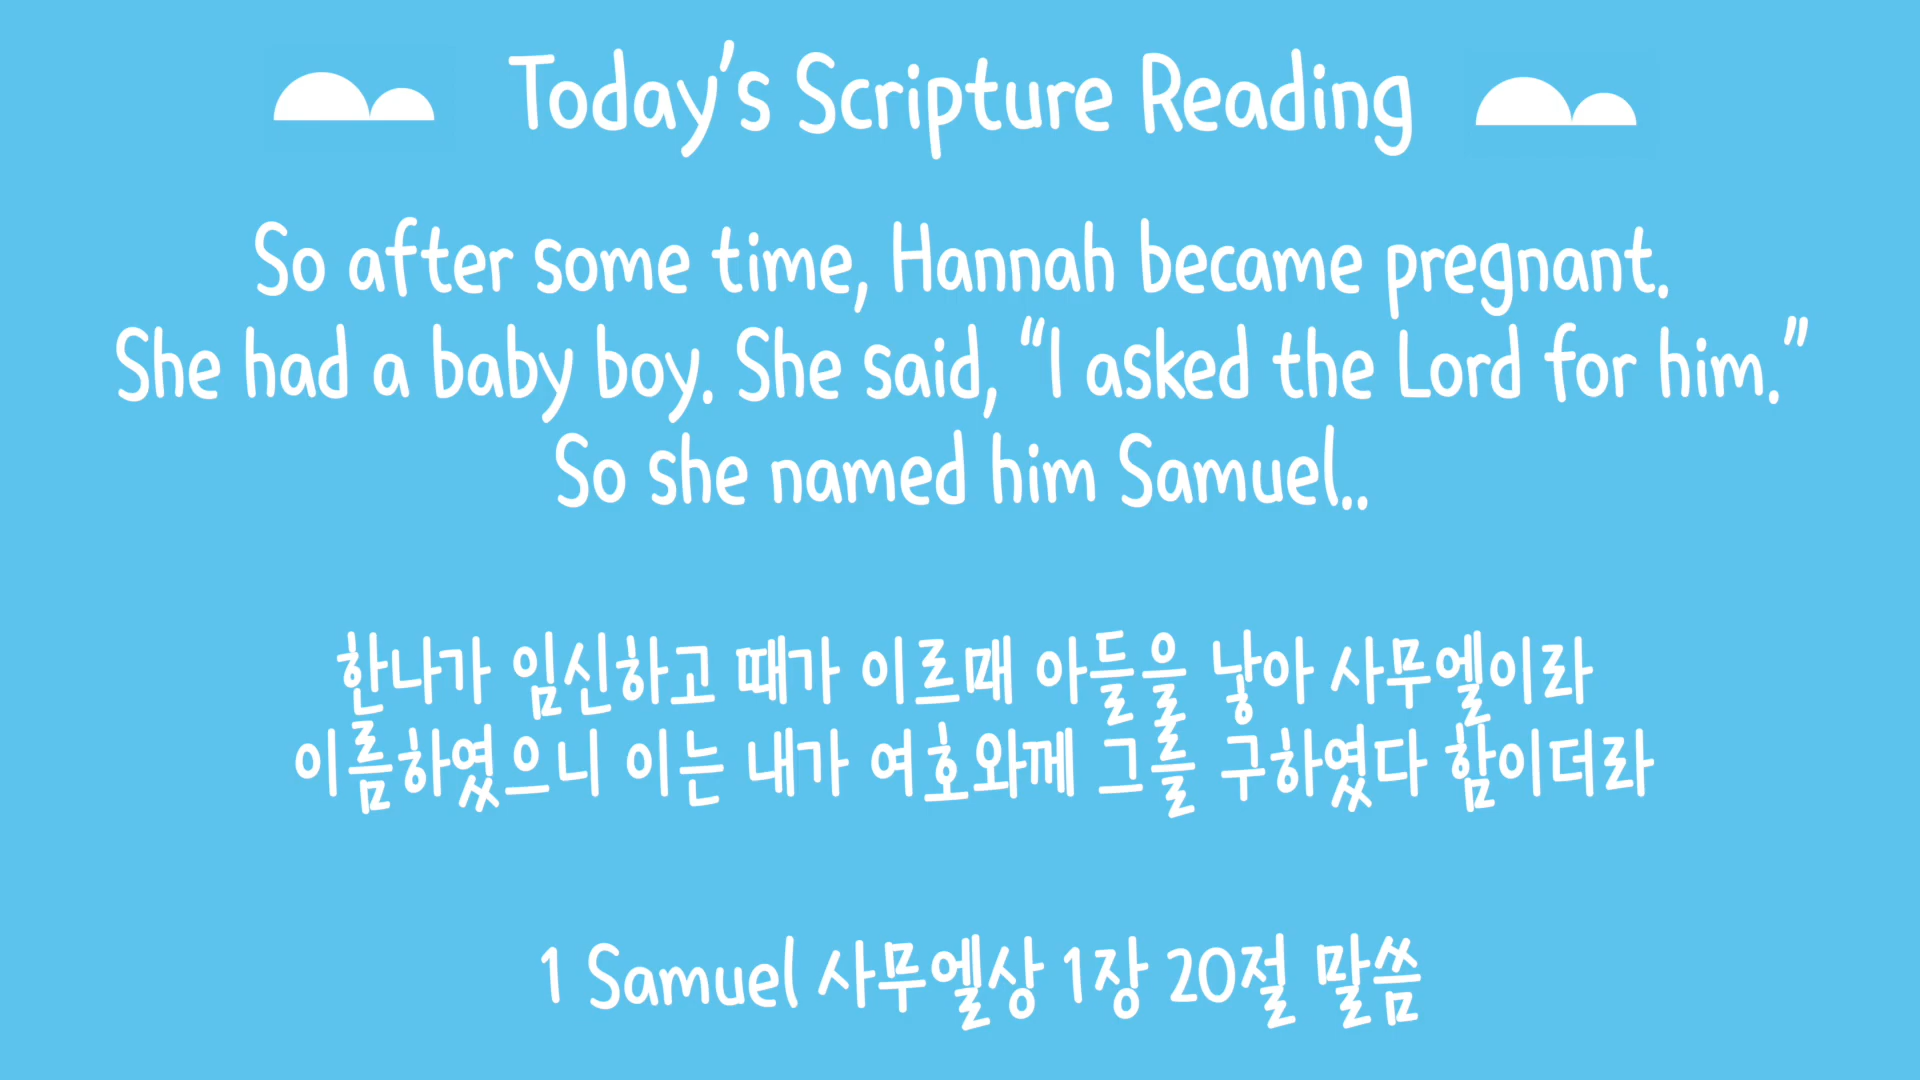 Today's Scripture Reading
So after some time, Hannah became pregnant.
She had a baby boy. She said, “I asked the Lord for him.”
So she named him Samuel..
한나가 임신하고 때가 이르매 아들을 낳아 사무엘이라
이름하였으니 이는 내가 여호와께 그를 구하였다 함이더라
1 Samuel 사무엘상 1장 20절 말씀